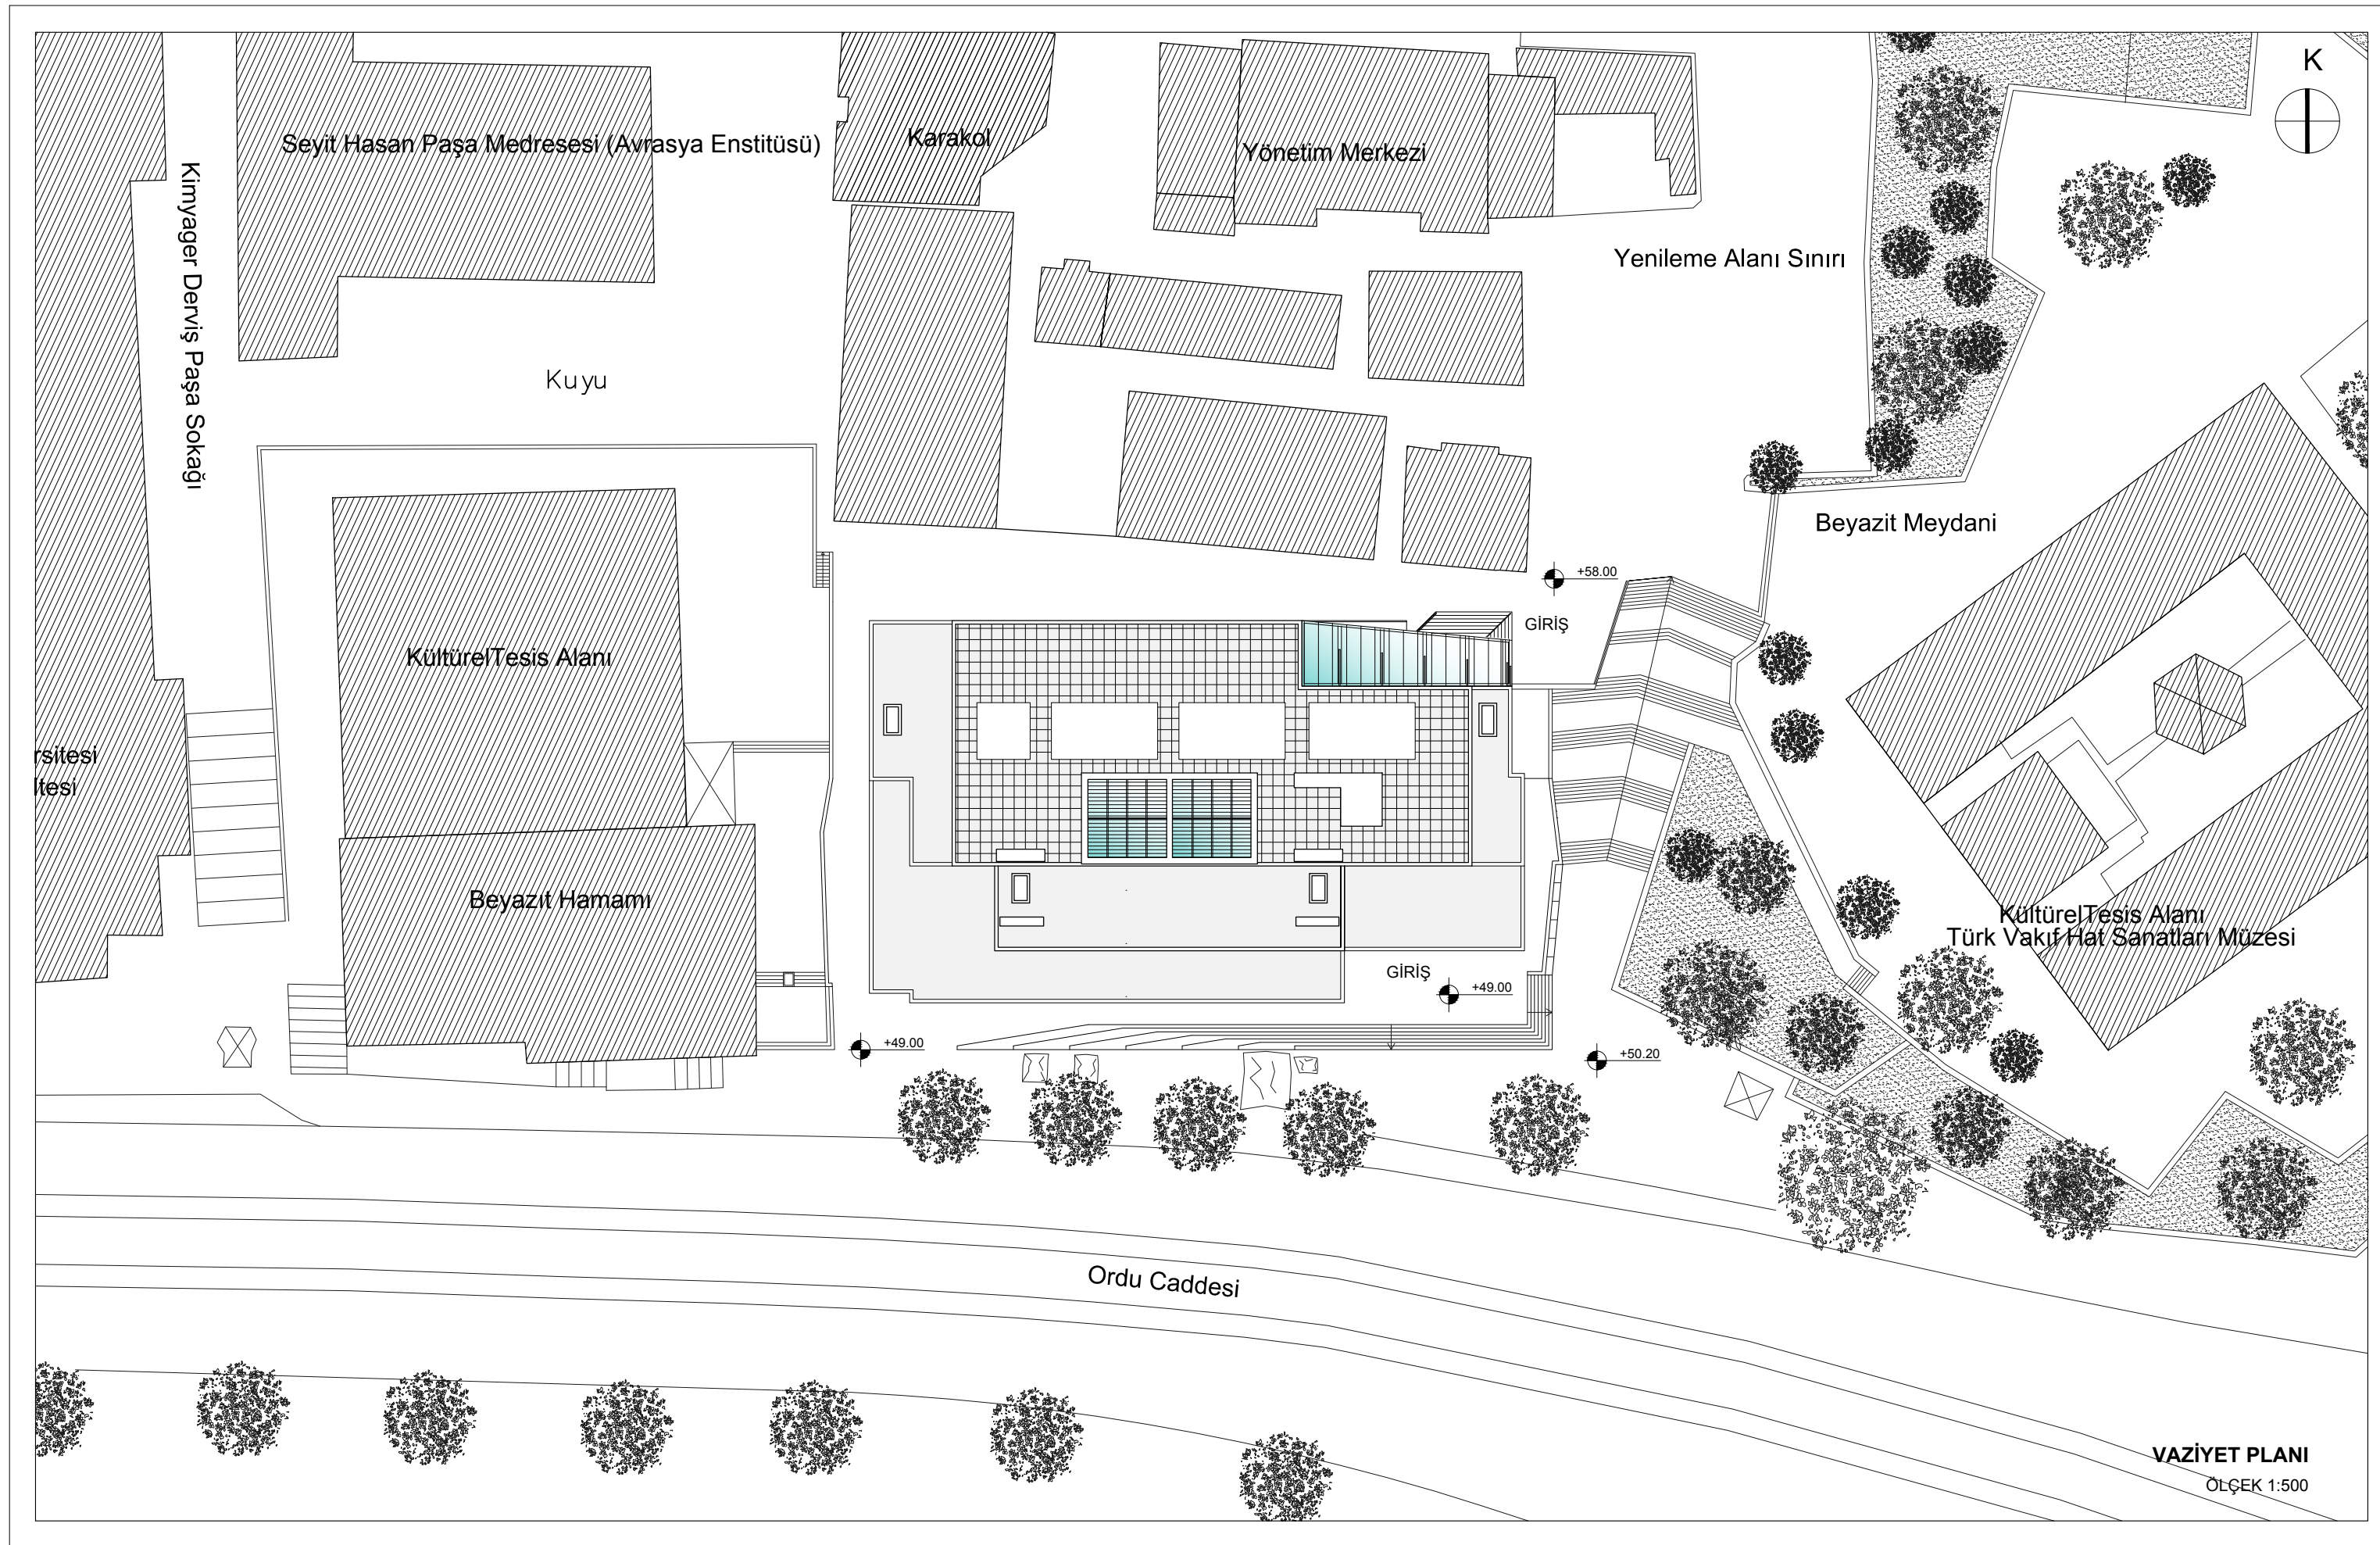 K
Seyit Hasan Paşa Medresesi (Avrasya Enstitüsü)
Karakol
Yönetim Merkezi
Kimyager Derviş Paşa Sokağı
Yenileme Alanı Sınırı
Kuyu
Beyazit Meydani
+58.00
GİRİŞ
KültürelTesis Alanı
rsitesi
ltesi
Beyazıt Hamamı
KültürelTesis Alanı
Türk Vakıf Hat Sanatları Müzesi
GİRİŞ
+49.00
+49.00
+50.20
Ordu Caddesi
VAZİYET PLANI
ÖLÇEK 1:500